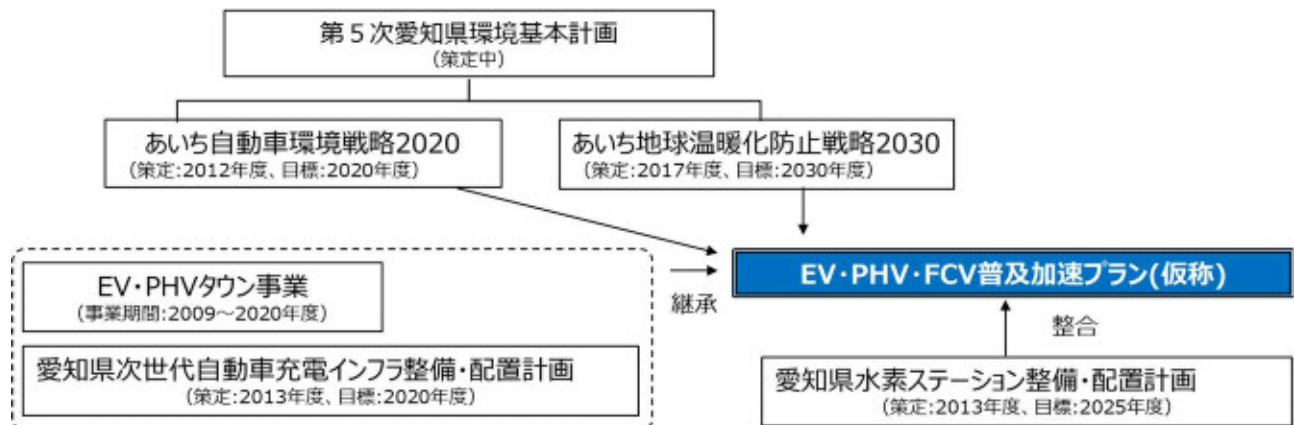 第５次愛知県環境基本計画
(策定中)
あいち自動車環境戦略2020
(策定:2012年度、目標:2020年度)
あいち地球温暖化防止戦略2030
(策定:2017年度、目標:2030年度)
EV・PHVタウン事業
(事業期間:2009～2020年度)
継承
EV・PHV・FCV普及加速プラン(仮称)
整合
愛知県次世代自動車充電インフラ整備・配置計画
(策定:2013年度、目標:2020年度)
愛知県水素ステーション整備・配置計画
(策定:2013年度、目標:2025年度)